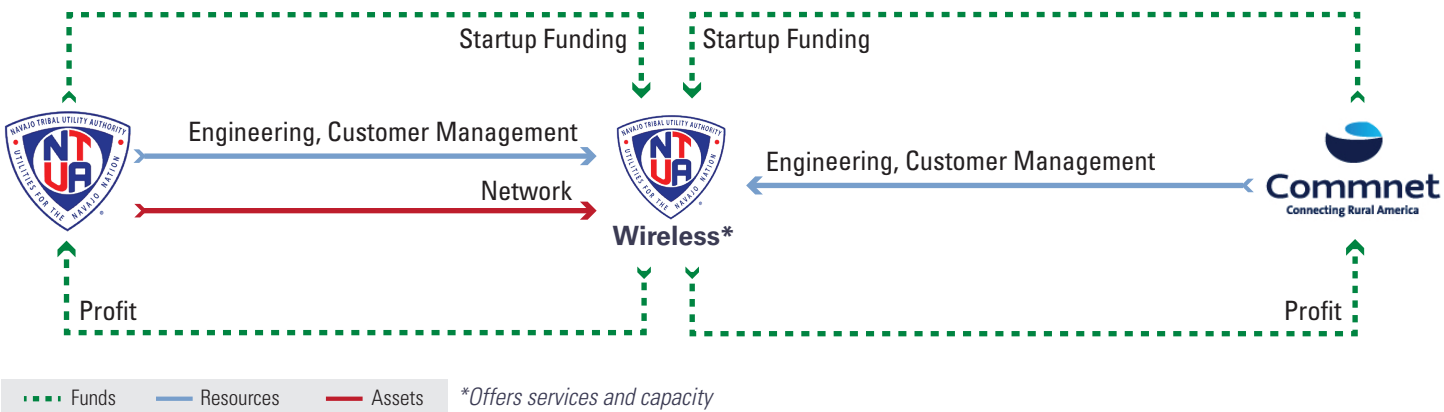 Startup Funding
Startup Funding
NAVAJO TRIBAL UTILITY AUTHORITY
NTUA
UTILITIES FOR THE NAVAJO NATION
®
Engineering, Customer Management
Network
NAVAJO TRIBAL UTILITY AUTHORITY
NTUA
UTILITIES FOR THE NAVAJO NATION
®
Wireless*
Engineering, Customer Management
Commnet
Connecting Rural America
Profit
Profit
Funds
Resources
Assets
*Offers services and capacity